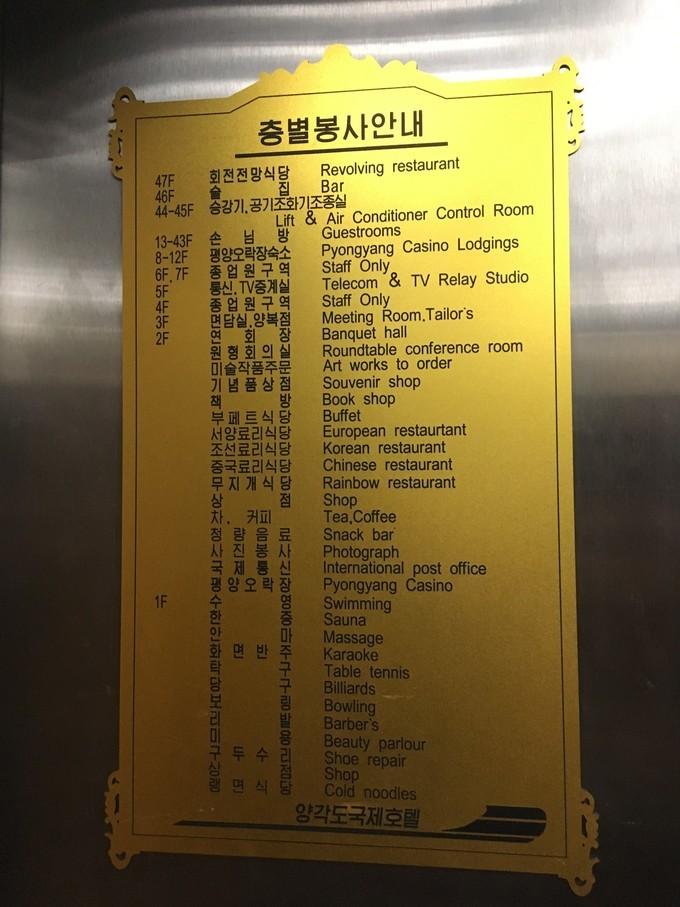 층별봉사안내
47F 회전전망식당 Revolving restaurant
46F 술 집 Bar
44-45F 승강기.공기조화기조종실
Lift & Air Conditioner Control Room
13-43F 손 님 방 Guestrooms
8-12F 평양오락장숙소 Pyongyang Casino Lodgings
6F.7F 종 업 원 구 역 Staff Only
5F 통신.TV중계실 Telecom & TV Relay Studio
4F 종 업 원 구 역 Staff Only
3F 면담실.양복점 Meeting Room.Tailor's
2F 연 회 장 Banquet hall
원 형 회 의 실 Roundtable conference room
미술작품주문 Art works to order
기 념 품 상 점 Souvenir shop
책 방 Book shop
부 페 트 식 당 Buffet
서양료리식당 European restaurtant
조선료리식당 Korean restaurant
중국료리식당 Chinese restaurant
무 지 개 식 당 Rainbow restaurant
상 점 Shop
차. 커피 Tea.Coffee
청 량 음 료 Snack bar
사 진 봉 사 Photograph
국 제 통 신 International post office
평 양 오 락 장 Pyongyang Casino
1F 수 영 Swimming
한 증 Sauna
안 마 Massage
화 면 반 주 Karaoke
탁 구 Table tennis
당 구 Billiards
보 링 Bowling
리 발 Barber's
미 용 Beauty parlour
구 두 수 리 Shoe repair
상 점 Shop
랭 면 식 당 Cold noodles
양각도국제호텔